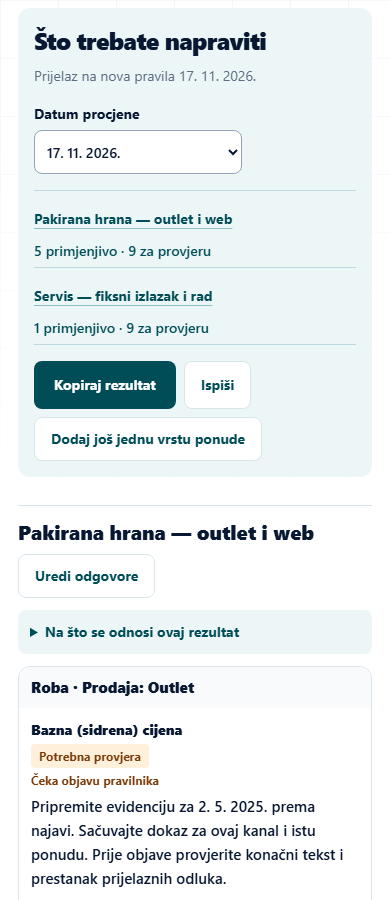 Što trebate napraviti
Prijelaz na nova pravila 17. 11. 2026.
Datum procjene
17. 11. 2026.
Pakirana hrana — outlet i web
5 primjenjivo · 9 za provjeru
Servis — fiksni izlazak i rad
1 primjenjivo · 9 za provjeru
Kopiraj rezultat
Ispiši
Dodaj još jednu vrstu ponude
Pakirana hrana — outlet i web
Uredi odgovore
Na što se odnosi ovaj rezultat
Roba · Prodaja: Outlet
Bazna (sidrena) cijena
Potrebna provjera
Čeka objavu pravilnika
Pripremite evidenciju za 2. 5. 2025. prema
najavi. Sačuvajte dokaz za ovaj kanal i istu
ponudu. Prije objave provjerite konačni tekst i
prestanak prijelaznih odluka.